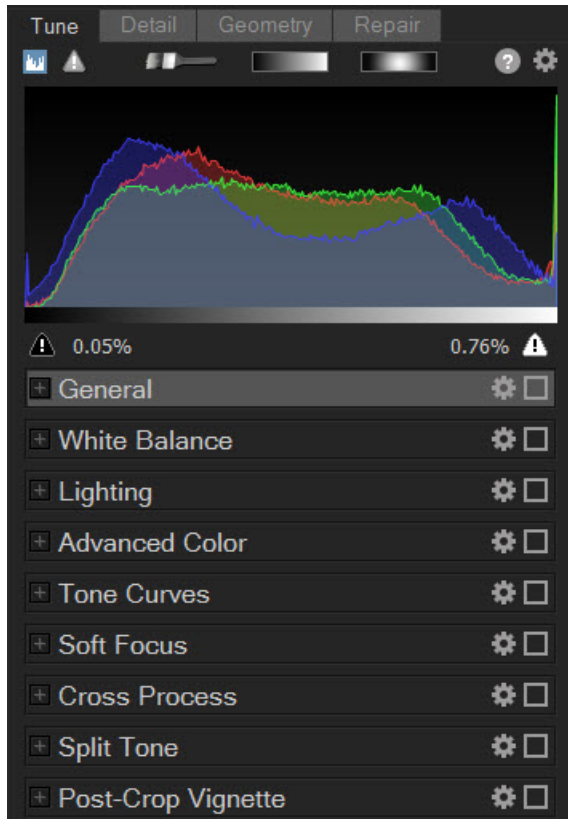 Tune Detail Geometry Repair
?
0.05% 0.76%
General
White Balance
Lighting
Advanced Color
Tone Curves
Soft Focus
Cross Process
Split Tone
Post-Crop Vignette